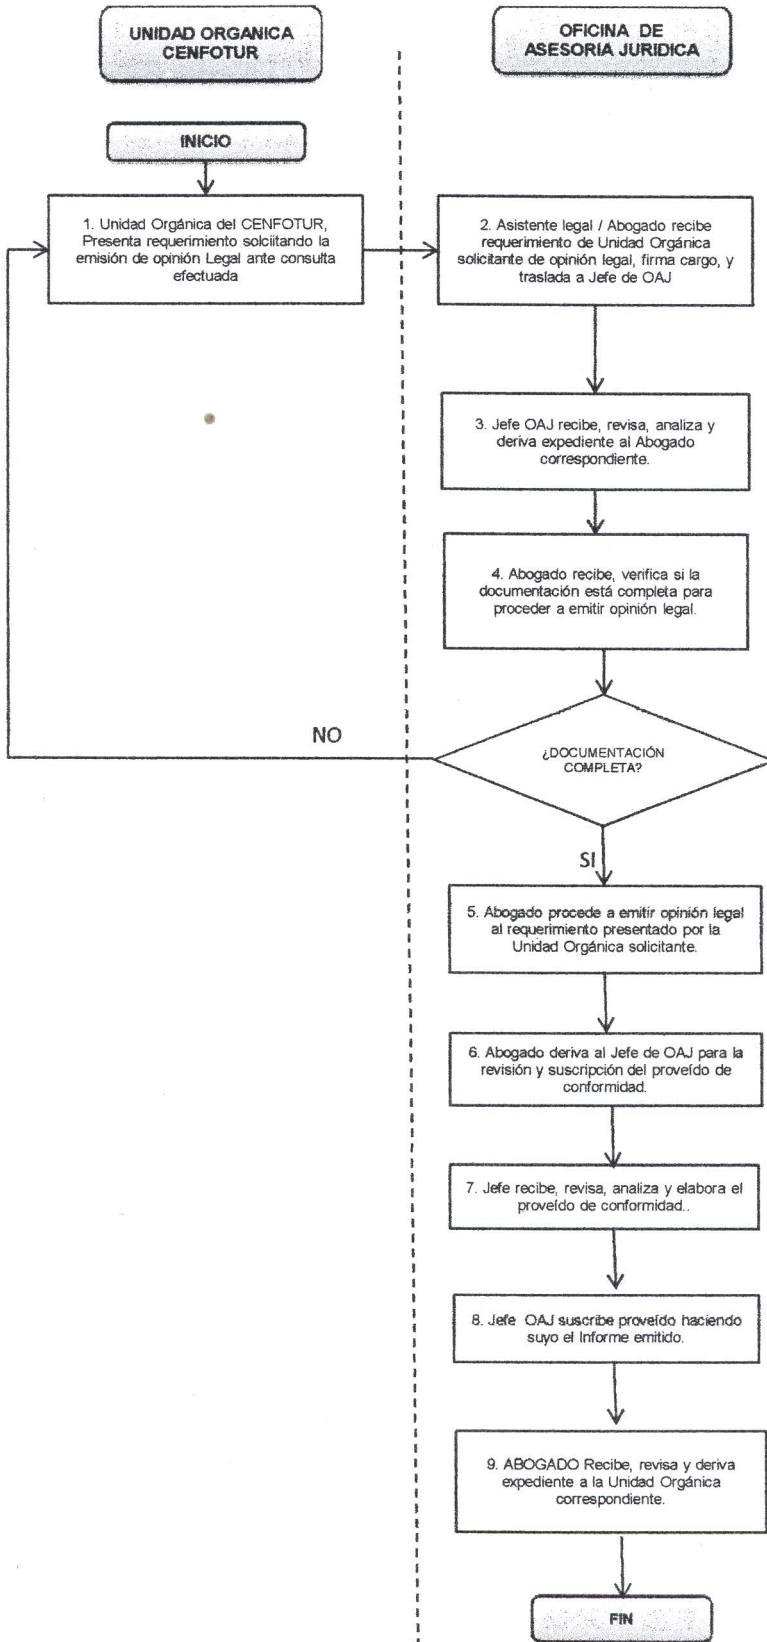 UNIDAD ORGANICA
CENFOTUR
OFICINA DE
ASESORIA JURIDICA
INICIO
1. Unidad Orgánica del CENFOTUR,
Presenta requerimiento solciitando la
emisión de opinión Legal ante consulta
efectuada
2. Asistente legal / Abogado recibe
requerimiento de Unidad Orgánica
solicitante de opinión legal, firma cargo, y
traslada a Jefe de OAJ
3. Jefe OAJ recibe, revisa, analiza y
deriva expediente al Abogado
correspondiente.
4. Abogado recibe, verifica si la
documentación está completa para
proceder a emitir opinión legal.
NO
¿DOCUMENTACIÓN
COMPLETA?
SI
5. Abogado procede a emitir opinión legal
al requerimiento presentado por la
Unidad Orgánica solicitante.
6. Abogado deriva al Jefe de OAJ para la
revisión y suscripción del proveído de
conformidad.
7. Jefe recibe, revisa, analiza y elabora el
proveído de conformidad..
8. Jefe OAJ suscribe proveído haciendo
suyo el Informe emitido.
9. ABOGADO Recibe, revisa y deriva
expediente a la Unidad Orgánica
correspondiente.
FIN